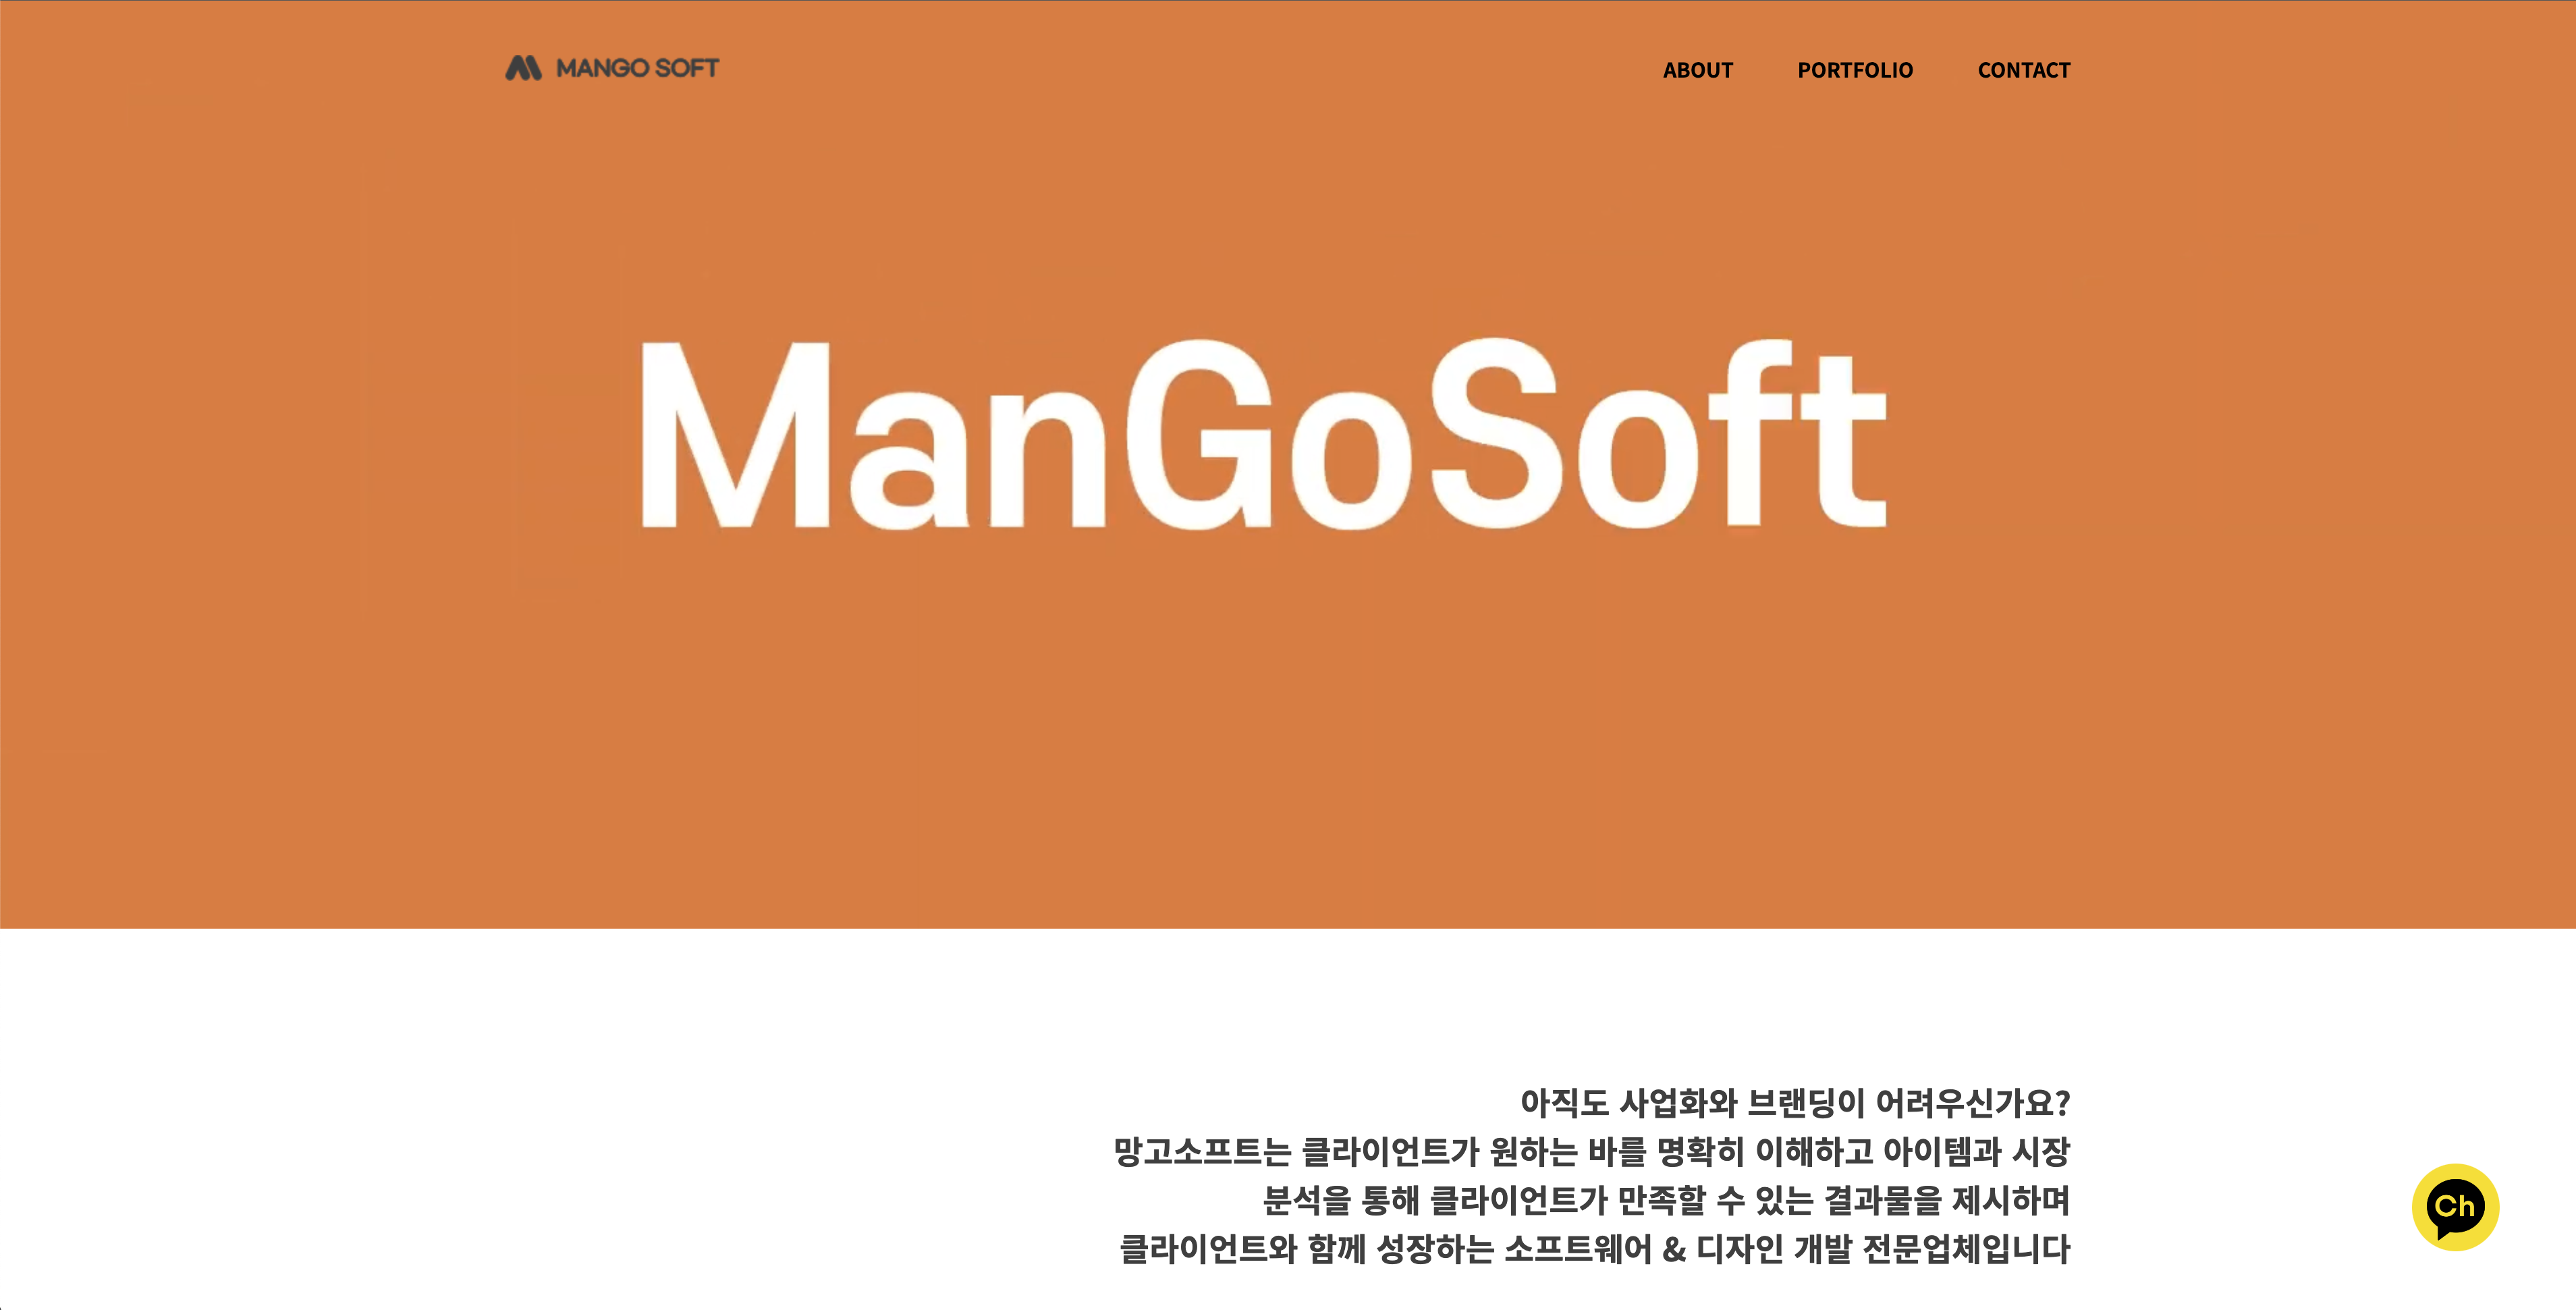 MANGO SOFT
ABOUT PORTFOLIO CONTACT
ManGoSoft
아직도 사업화와 브랜딩이 어려우신가요?
망고소프트는 클라이언트가 원하는 바를 명확히 이해하고 아이템과 시장
분석을 통해 클라이언트가 만족할 수 있는 결과물을 제시하며
클라이언트와 함께 성장하는 소프트웨어 & 디자인 개발 전문업체입니다
Ch